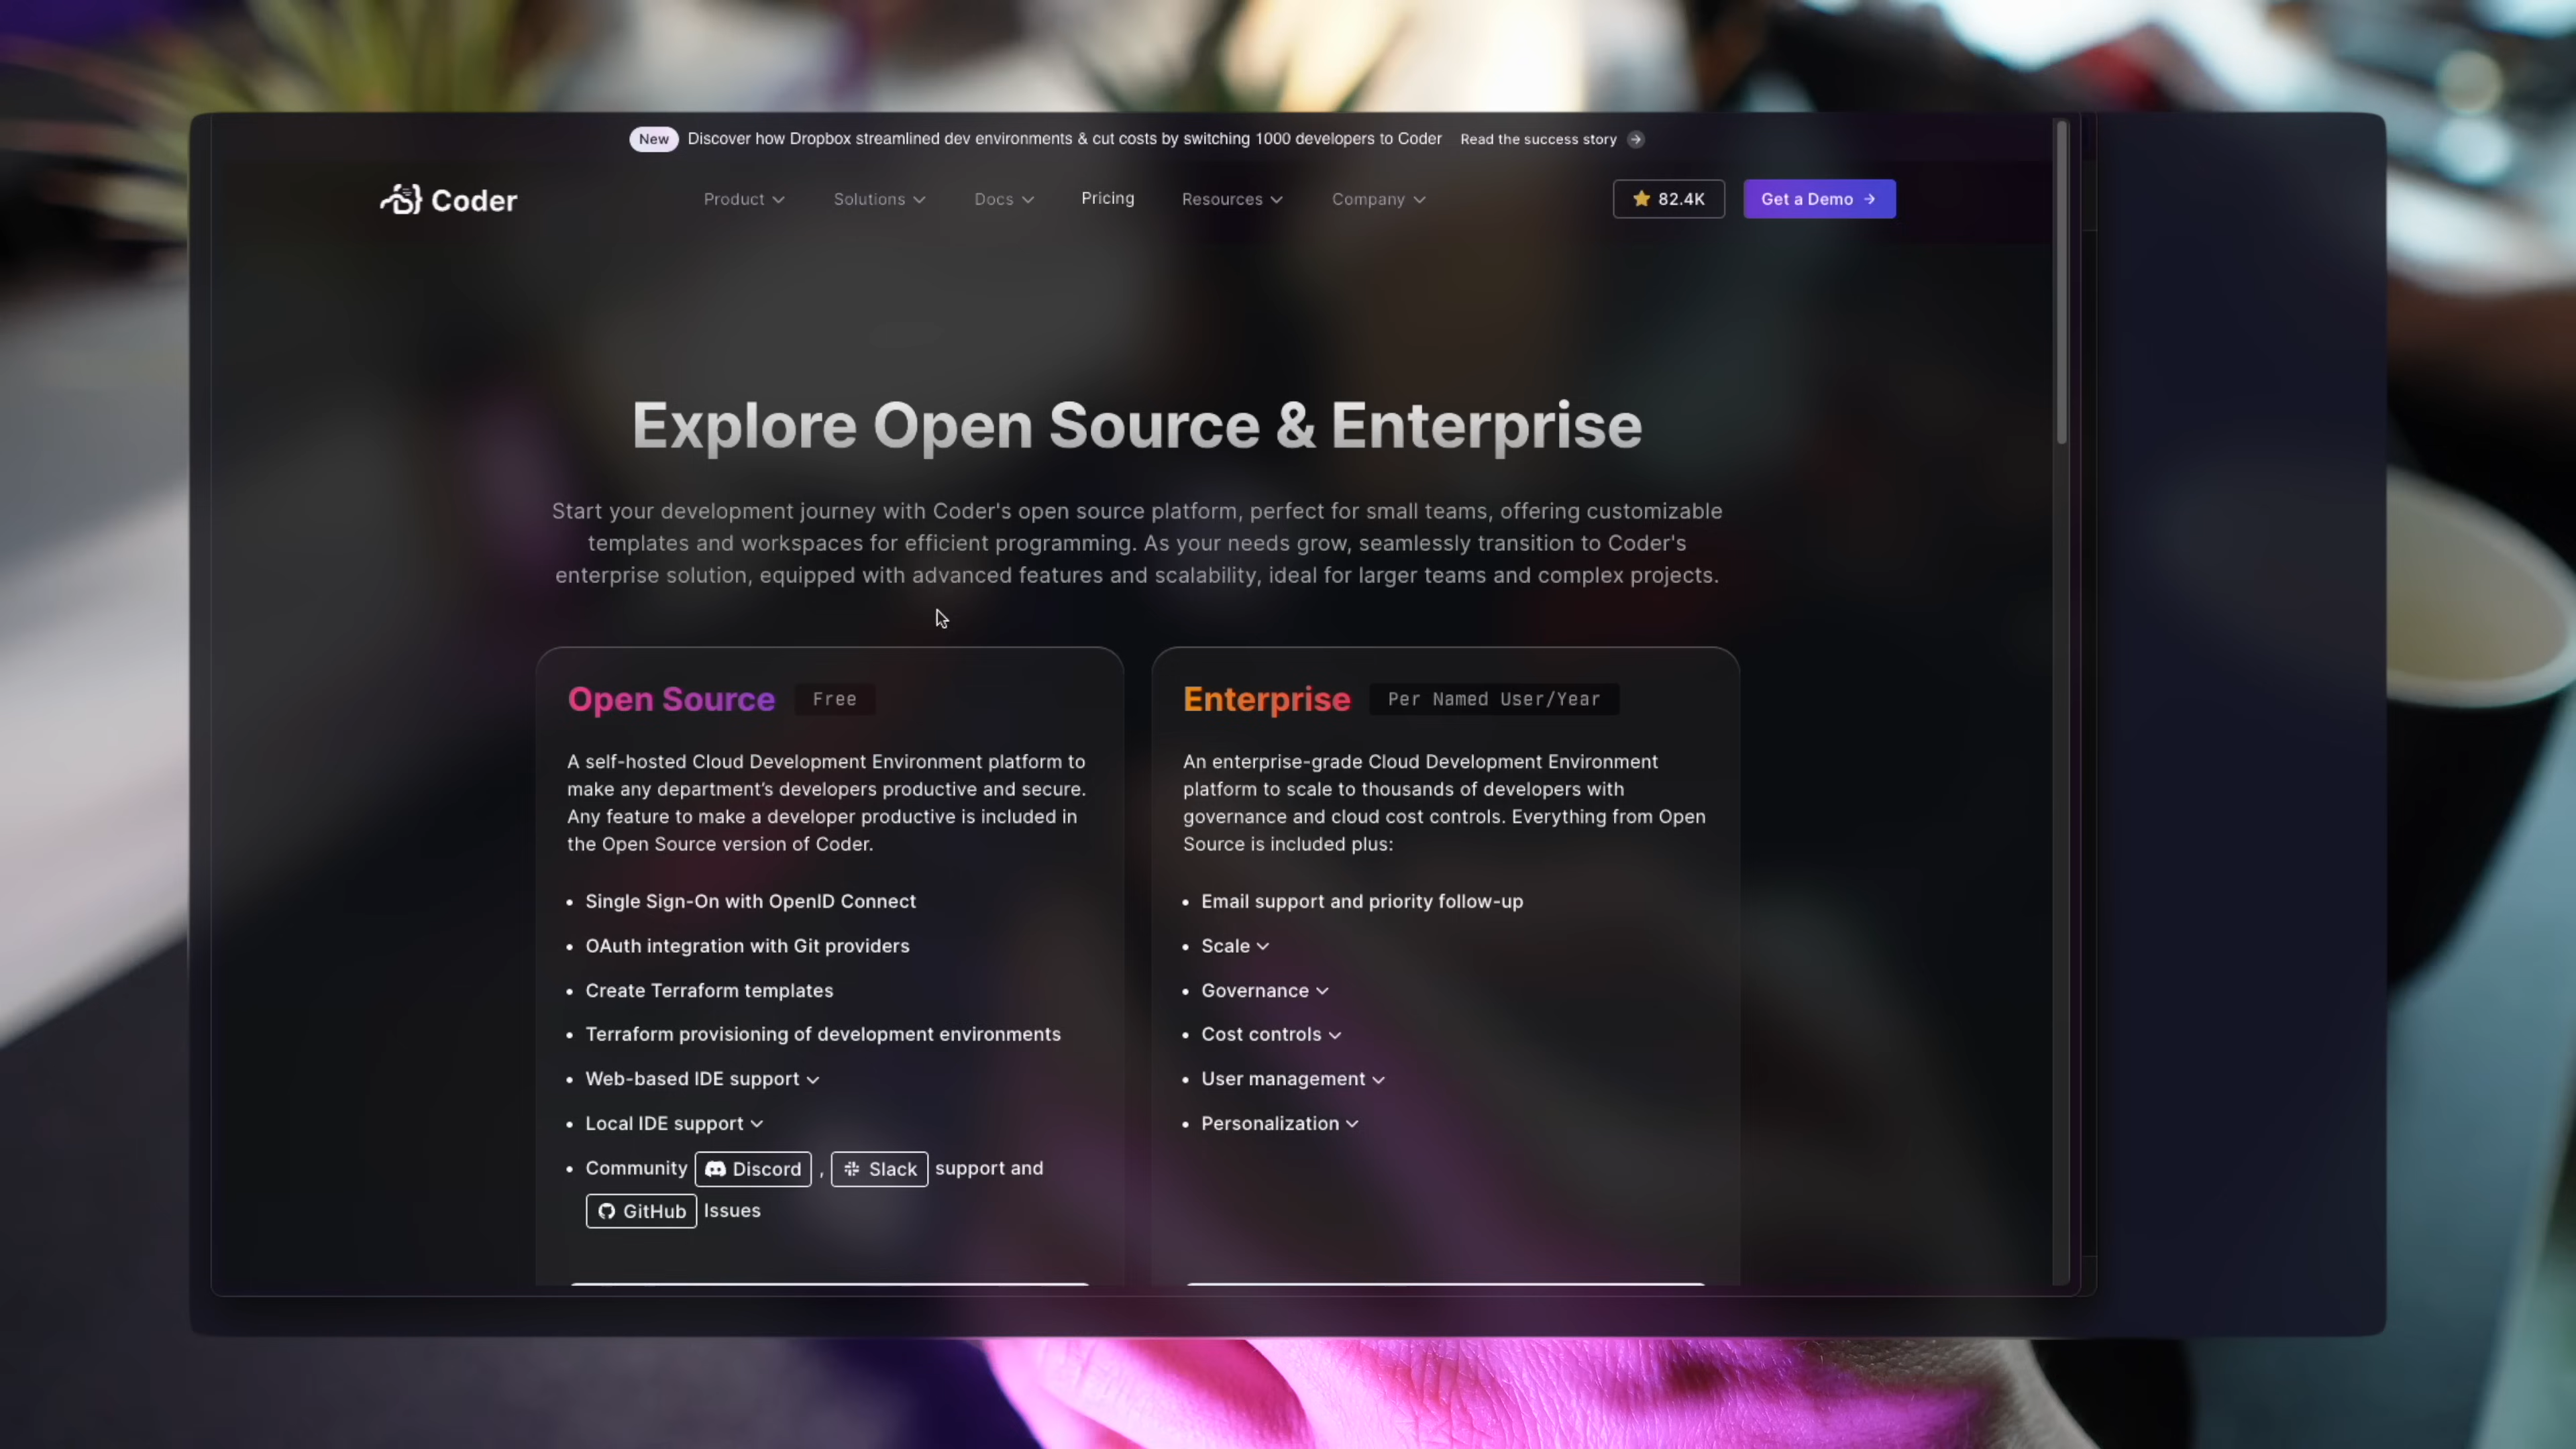 New Discover how Dropbox streamlined dev environments & cut costs by switching 1000 developers to Coder Read the success story
Coder Product Solutions Docs Pricing Resources Company 82.4K Get a Demo
Explore Open Source & Enterprise
Start your development journey with Coder's open source platform, perfect for small teams, offering customizable
templates and workspaces for efficient programming. As your needs grow, seamlessly transition to Coder's
enterprise solution, equipped with advanced features and scalability, ideal for larger teams and complex projects.
Open Source Free
A self-hosted Cloud Development Environment platform to
make any department’s developers productive and secure.
Any feature to make a developer productive is included in
the Open Source version of Coder.
• Single Sign-On with OpenID Connect
• OAuth integration with Git providers
• Create Terraform templates
• Terraform provisioning of development environments
• Web-based IDE support
• Local IDE support
• Community Discord , Slack support and
GitHub Issues
Enterprise Per Named User/Year
An enterprise-grade Cloud Development Environment
platform to scale to thousands of developers with
governance and cloud cost controls. Everything from Open
Source is included plus:
• Email support and priority follow-up
• Scale
• Governance
• Cost controls
• User management
• Personalization